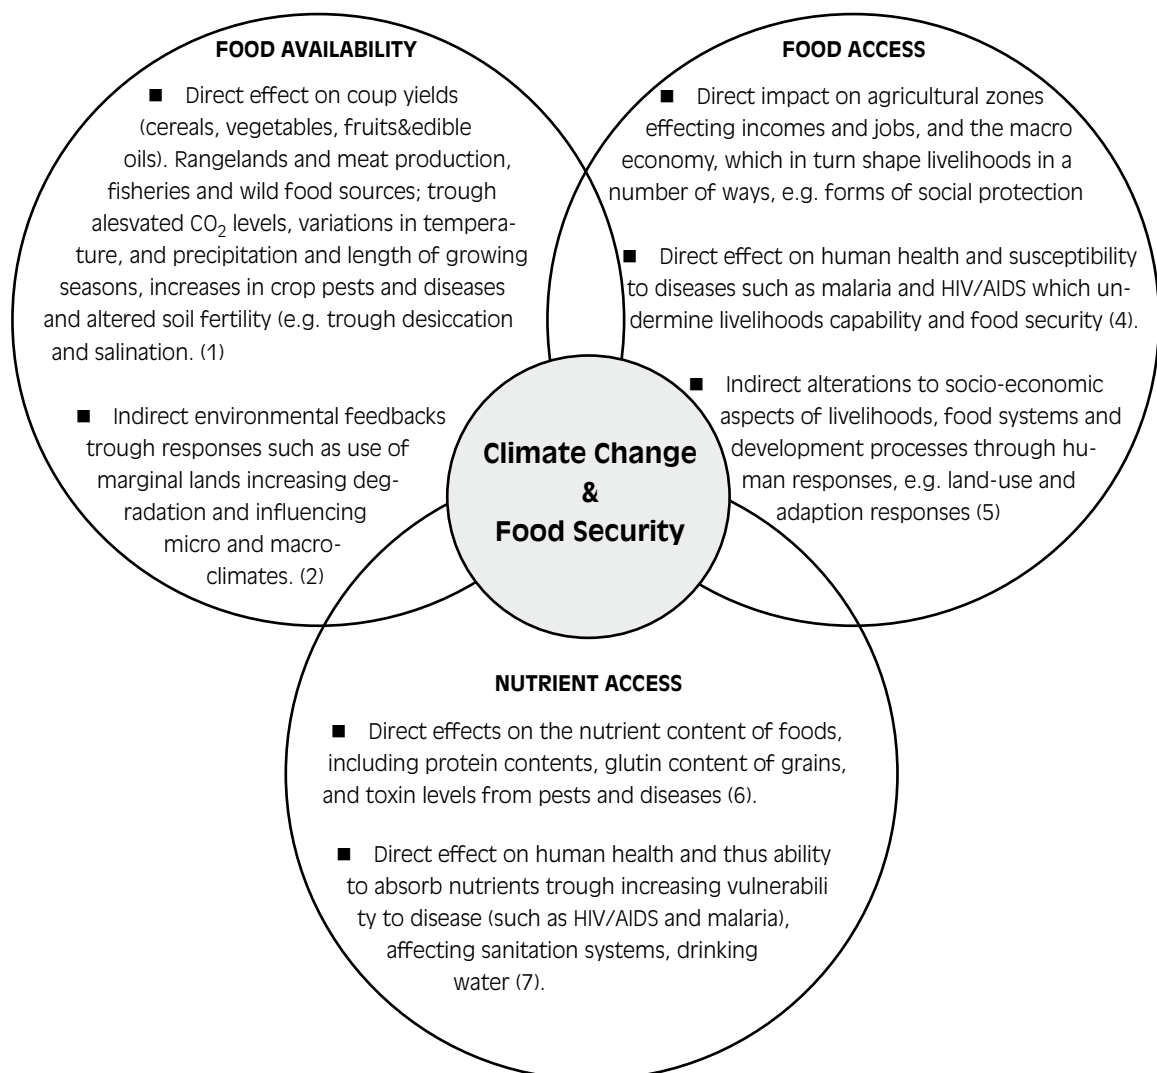 FOOD AVAILABILITY
■ Direct effect on coup yields
(cereals, vegetables, fruits&edible
oils). Rangelands and meat production,
fisheries and wild food sources; trough
alesvated CO₂ levels, variations in tempera-
ture, and precipitation and length of growing
seasons, increases in crop pests and diseases
and altered soil fertility (e.g. trough desiccation
and salination. (1)
■ Indirect environmental feedbacks
trough responses such as use of
marginal lands increasing deg-
radation and influencing
micro and macro-
climates. (2)
FOOD ACCESS
■ Direct impact on agricultural zones
effecting incomes and jobs, and the macro
economy, which in turn shape livelihoods in a
number of ways, e.g. forms of social protection
■ Direct effect on human health and susceptibility
to diseases such as malaria and HIV/AIDS which un-
dermine livelihoods capability and food security (4).
■ Indirect alterations to socio-economic
aspects of livelihoods, food systems and
development processes through hu-
man responses, e.g. land-use and
adaption responses (5)
Climate Change
&
Food Security
NUTRIENT ACCESS
■ Direct effects on the nutrient content of foods,
including protein contents, glutin content of grains,
and toxin levels from pests and diseases (6).
■ Direct effect on human health and thus ability
to absorb nutrients trough increasing vulnerabili
ty to disease (such as HIV/AIDS and malaria),
affecting sanitation systems, drinking
water (7).